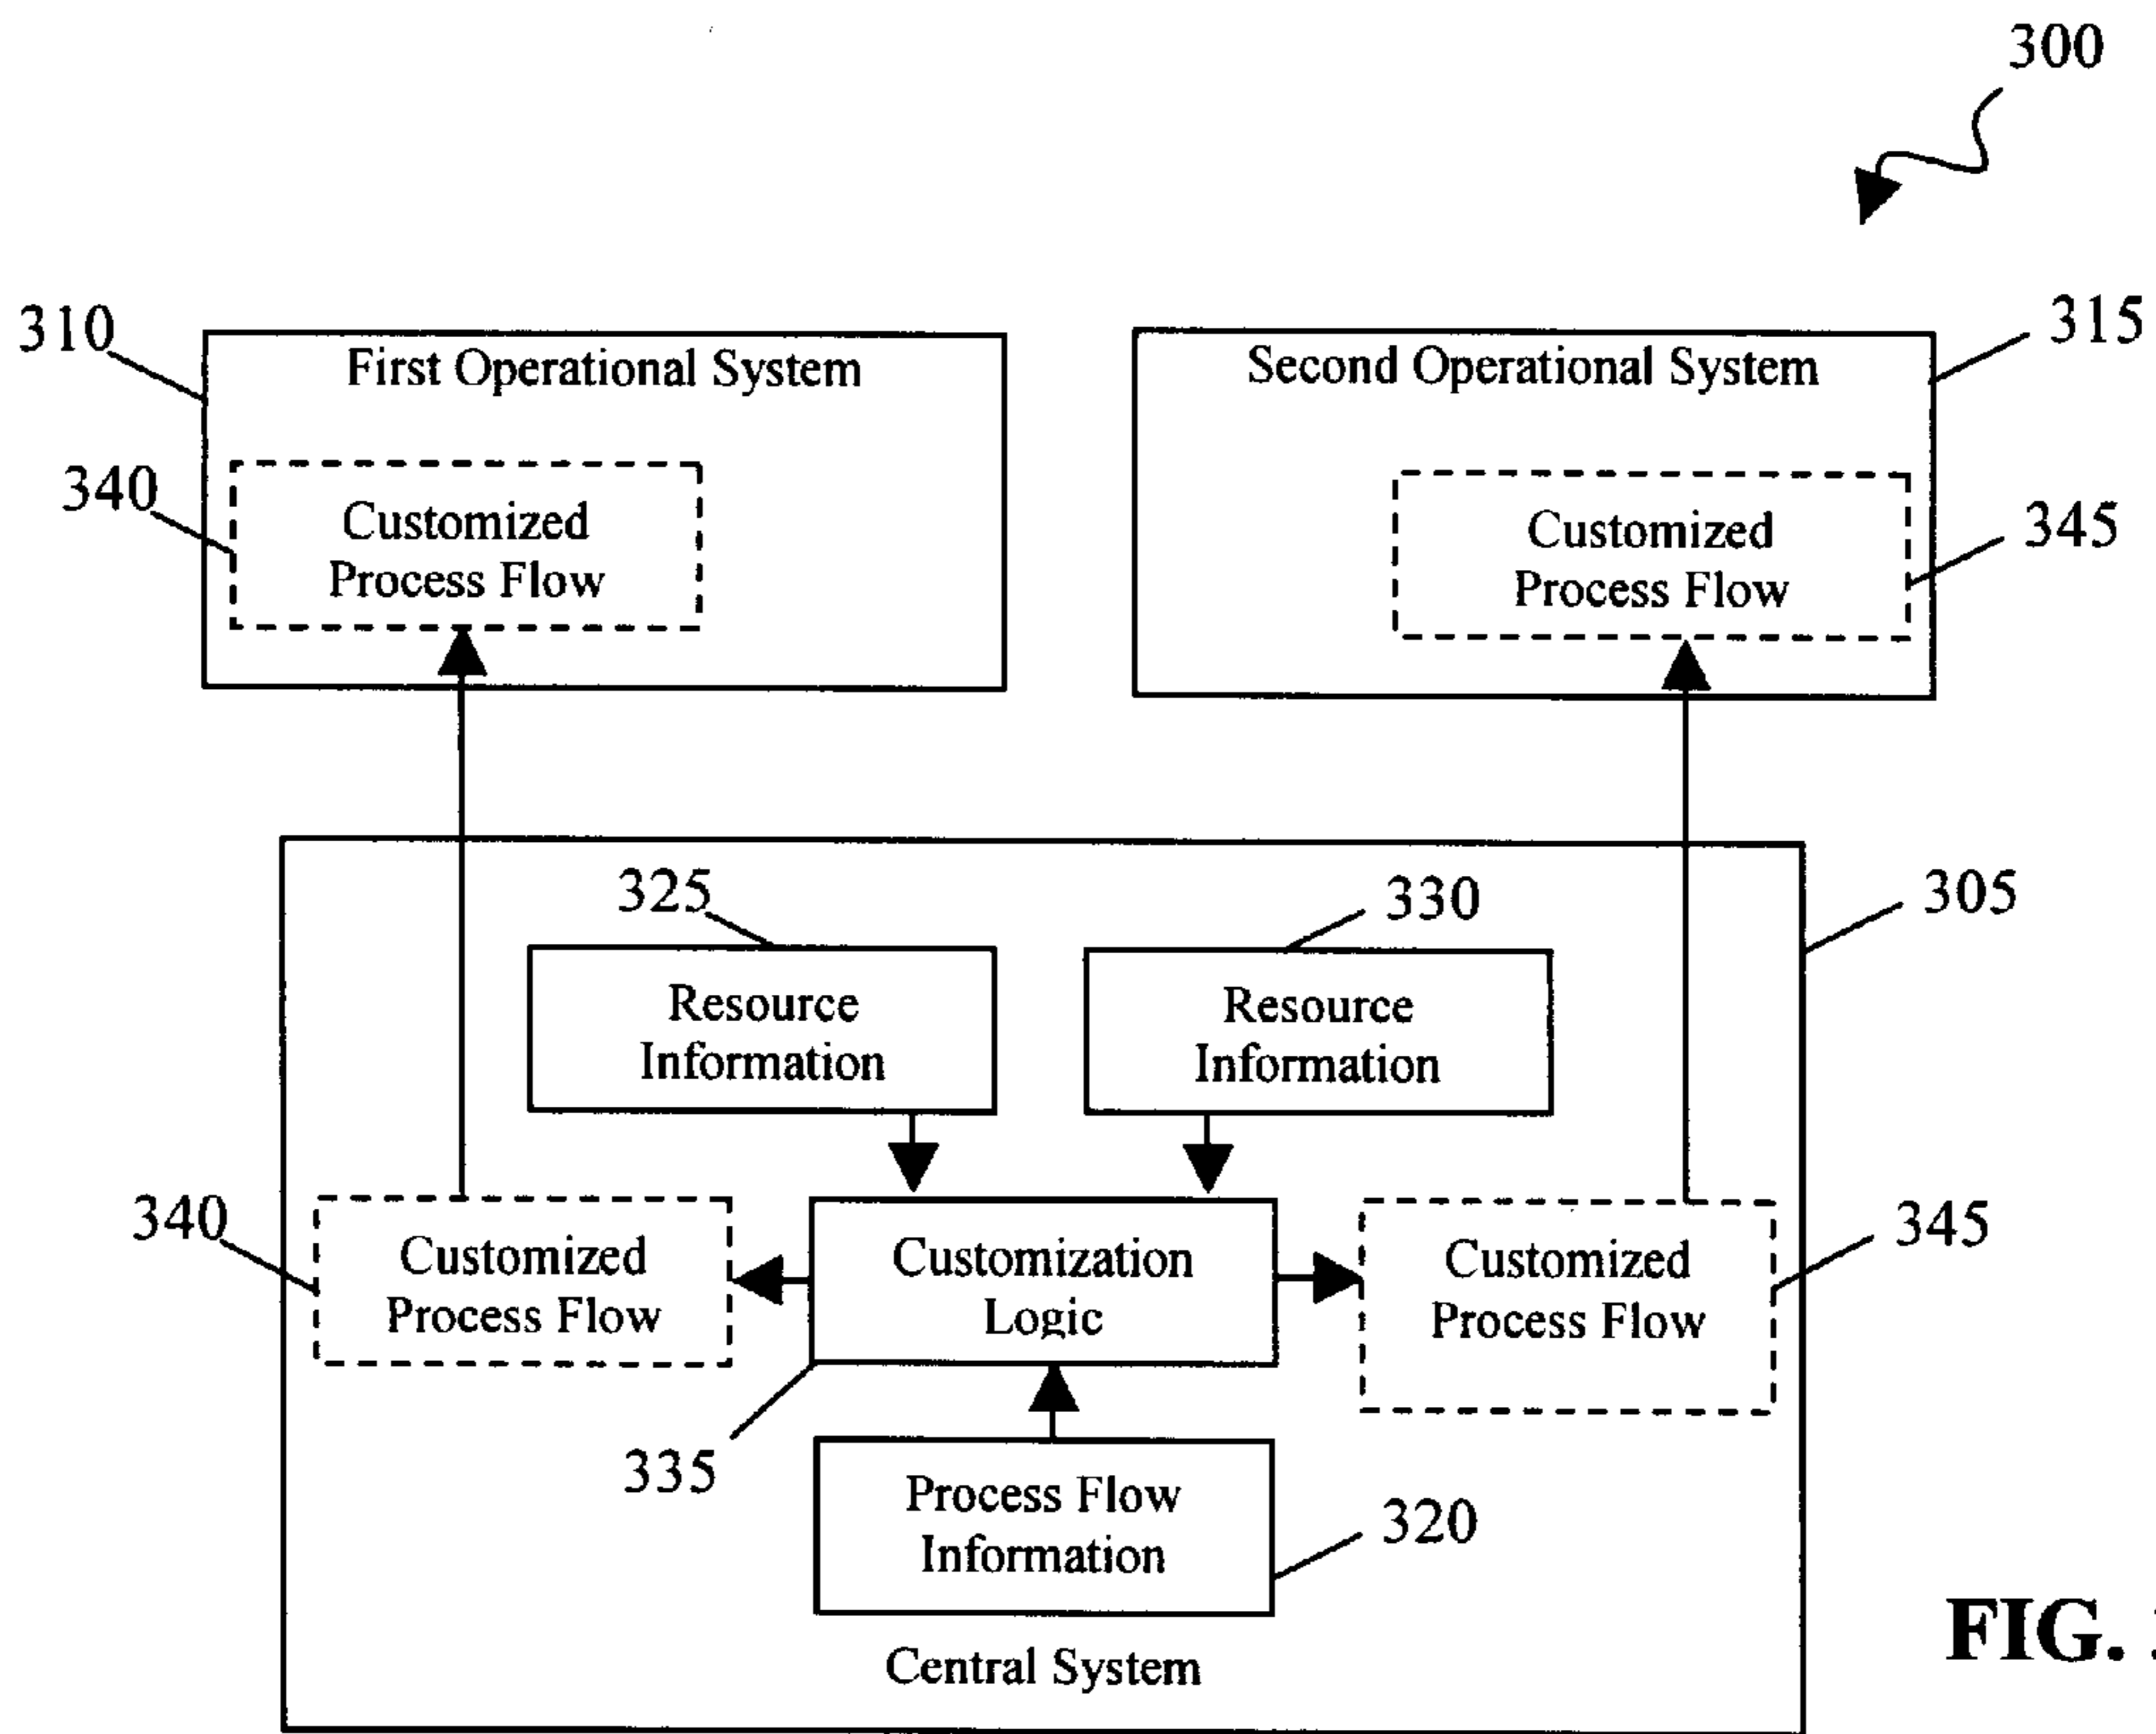 300
310
First Operational System
Second Operational System
315
340
Customized
Process Flow
Customized
Process Flow
345
325
330
305
Resource
Information
Resource
Information
340
Customized
Process Flow
Customization
Logic
Customized
Process Flow
345
335
Process Flow
Information
320
Central System
FIG.